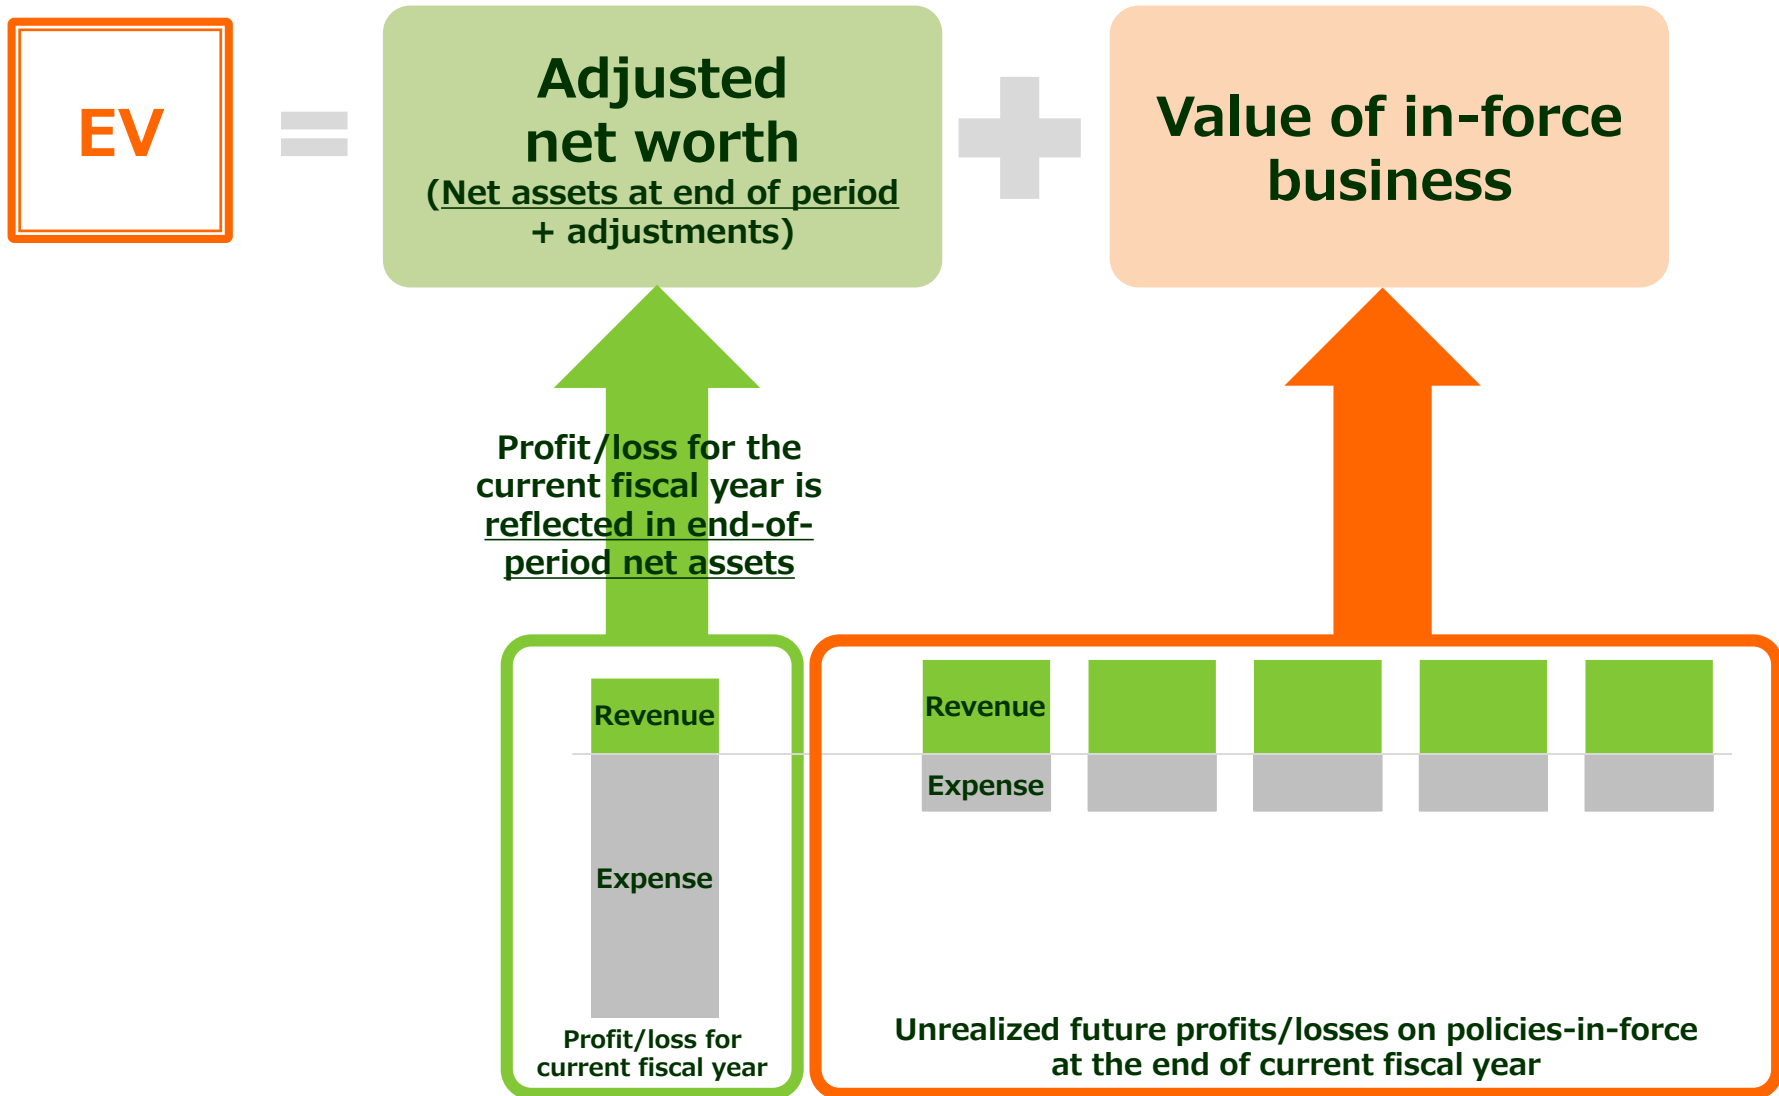 EV
=
Adjusted
net worth
(Net assets at end of period
+ adjustments)
+
Value of in-force
business
Profit/loss for the
current fiscal year is
reflected in end-of-
period net assets
Revenue
Expense
Profit/loss for
current fiscal year
Revenue
Expense
Unrealized future profits/losses on policies-in-force
at the end of current fiscal year